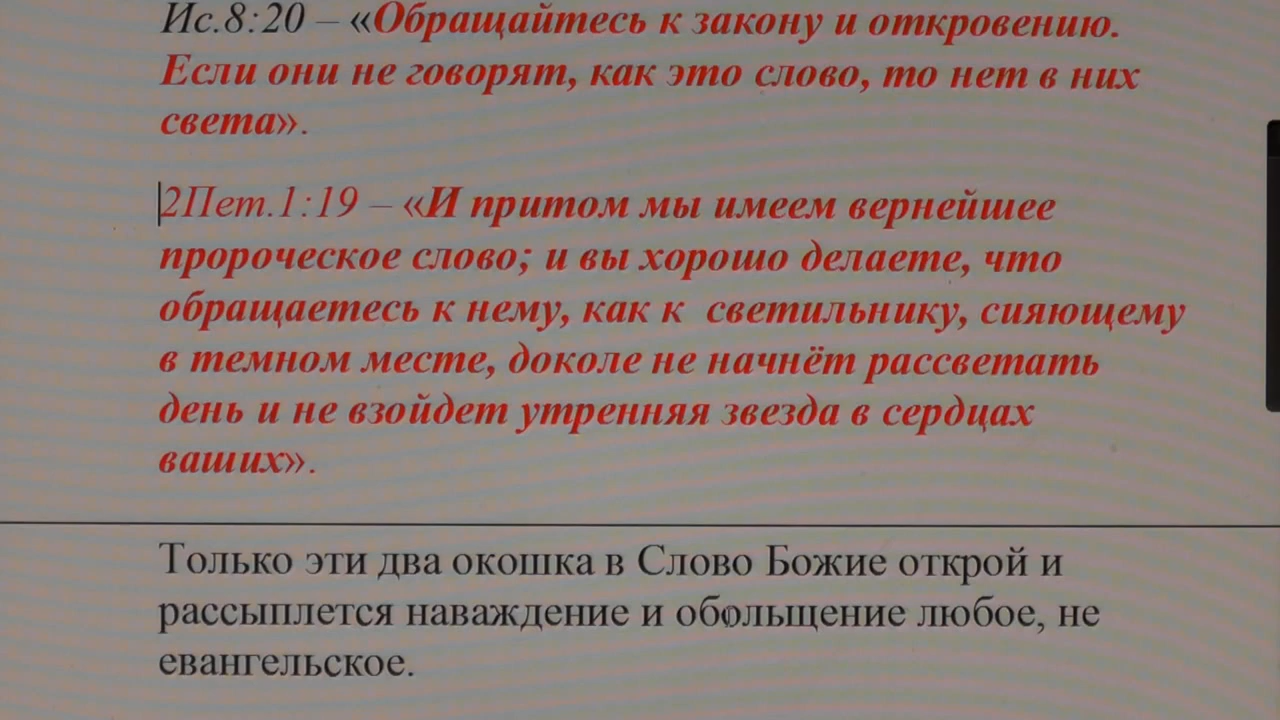 Ис.8:20 – «Обращайтесь к закону и откровению.
Если они не говорят, как это слово, то нет в них
света».
2Пет.1:19 – «И притом мы имеем вернейшее
пророческое слово; и вы хорошо делаете, что
обращаетесь к нему, как к светильнику, сияющему
в темном месте, доколе не начнёт рассветать
день и не взойдет утренняя звезда в сердцах
ваших».
Только эти два окошка в Слово Божие открой и
рассыплется наваждение и обольщение любое, не
евангельское.